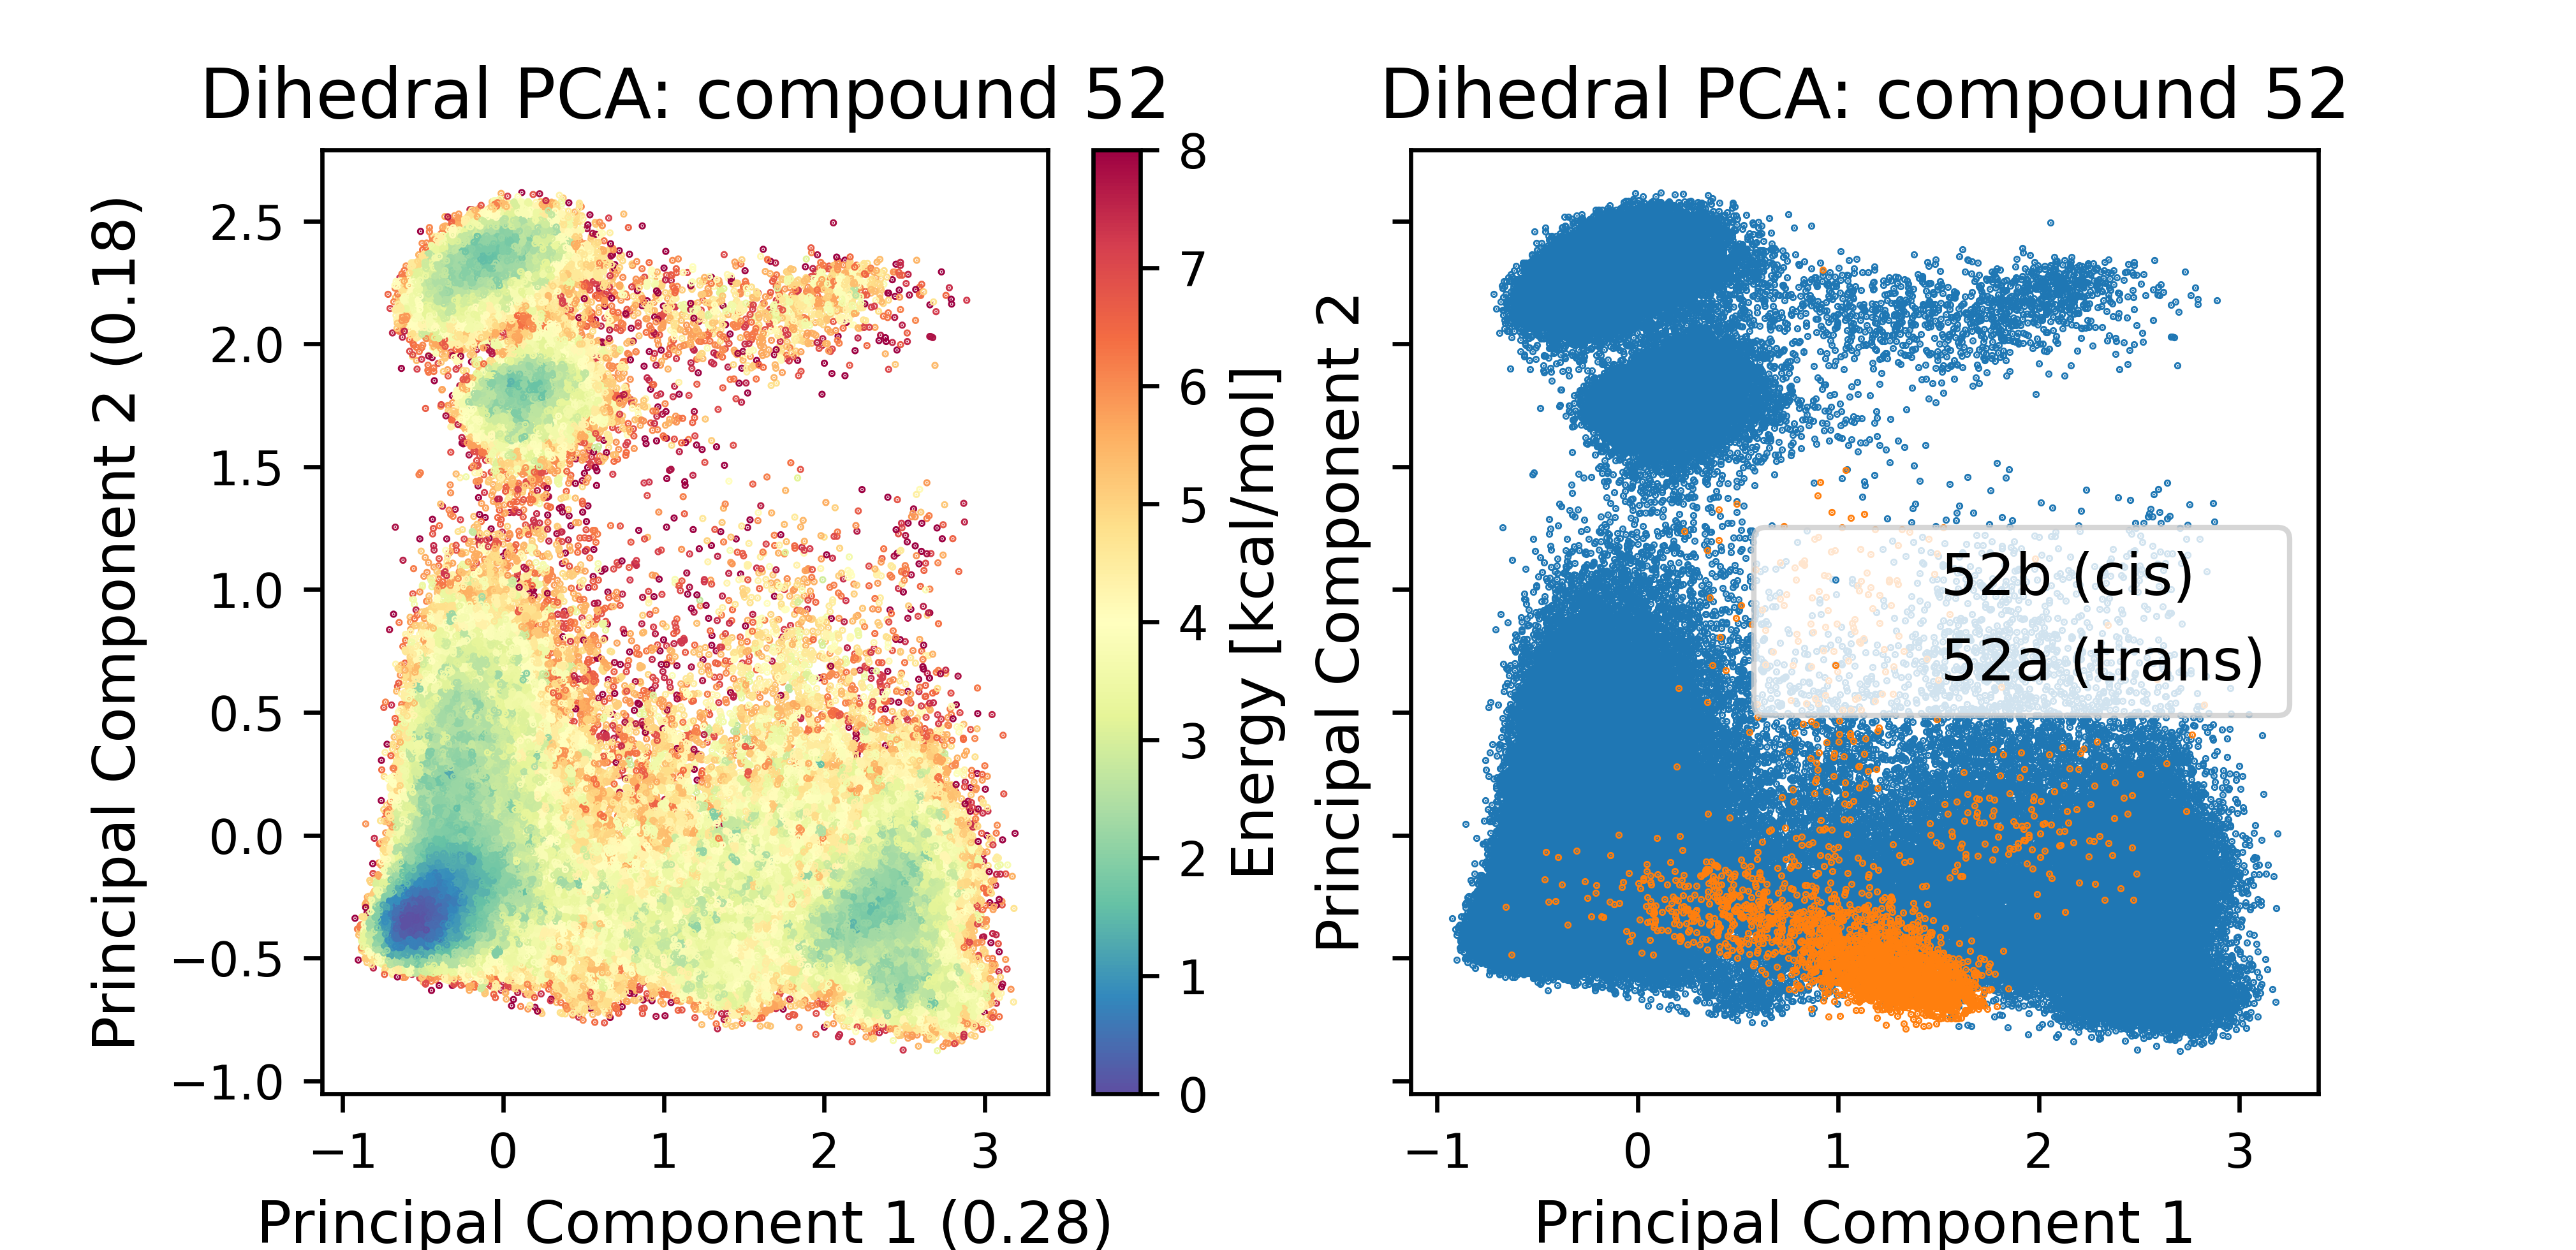 Dihedral PCA: compound 52
Principal Component 2 (0.18)
2.5
2.0
1.5
1.0
0.5
0.0
−0.5
−1.0
−1 0 1 2 3
Principal Component 1 (0.28)
8
7
6
5
4
3
2
1
0
Energy [kcal/mol]
Dihedral PCA: compound 52
Principal Component 2
52b (cis)
52a (trans)
−1 0 1 2 3
Principal Component 1